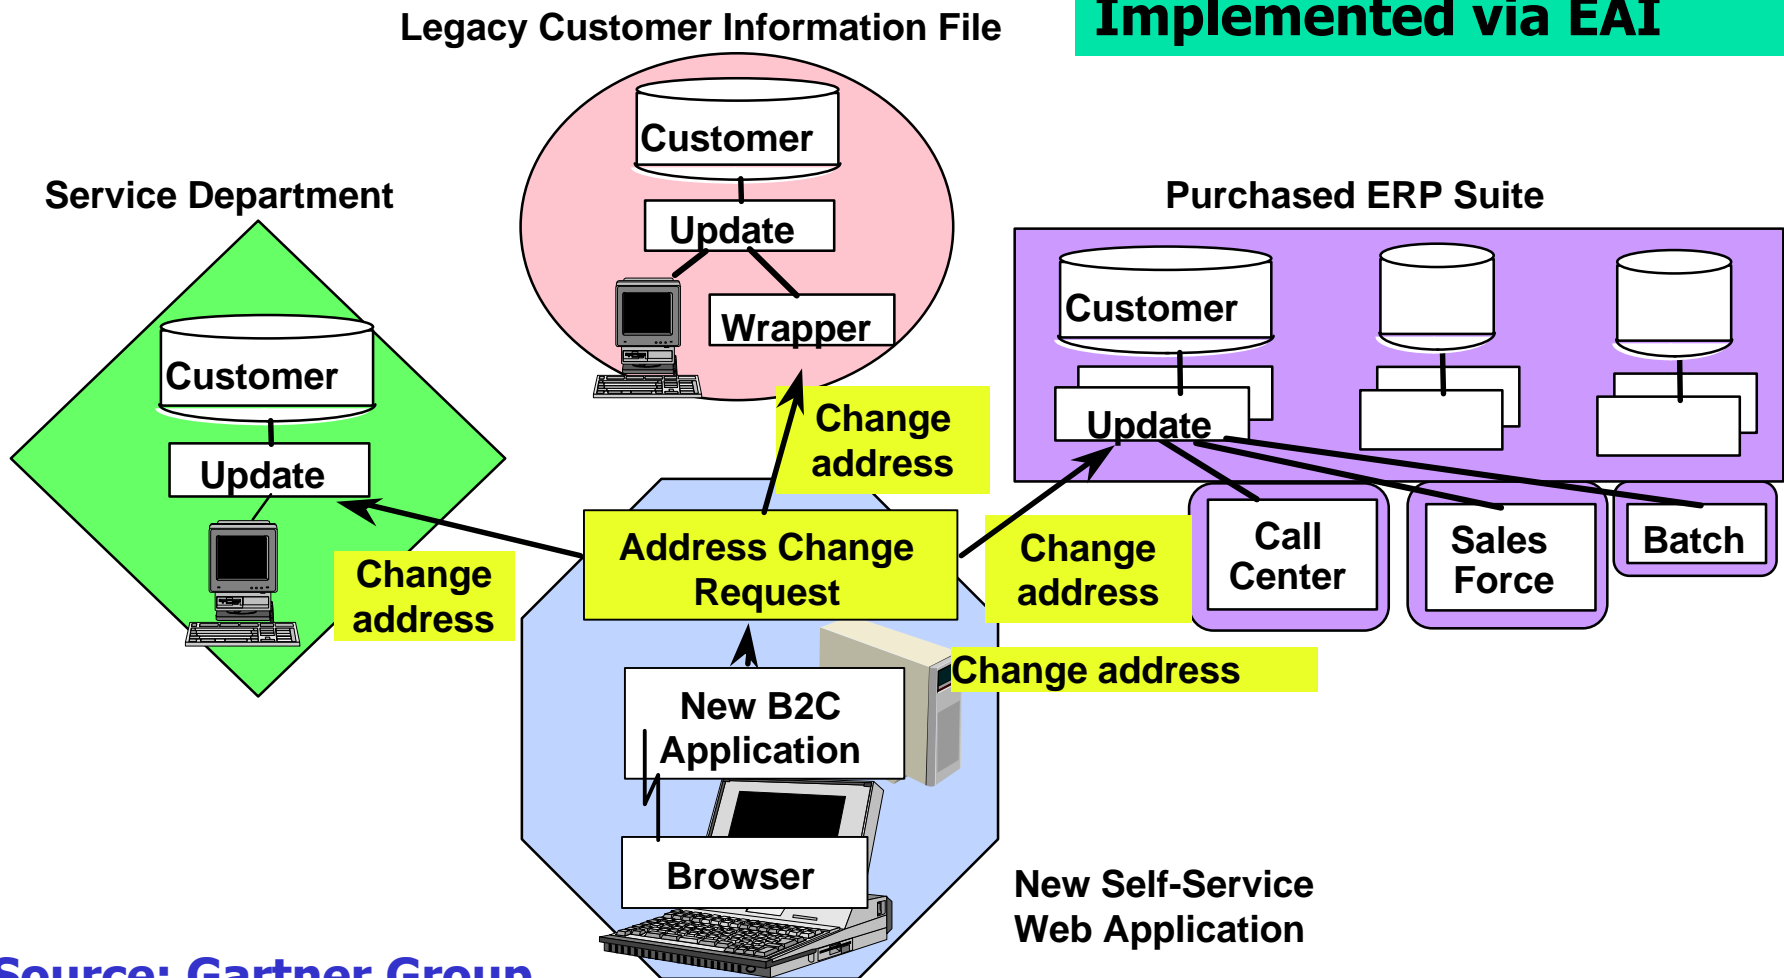 Implemented via EAI
Legacy Customer Information File
Customer
Update
Wrapper
Service Department
Customer
Update
Purchased ERP Suite
Customer
Update
Call
Center
Sales
Force
Batch
Change
address
Change
address
Change
address
Address Change
Request
Change address
New B2C
Application
Browser
New Self-Service
Web Application
Source: Gartner Group